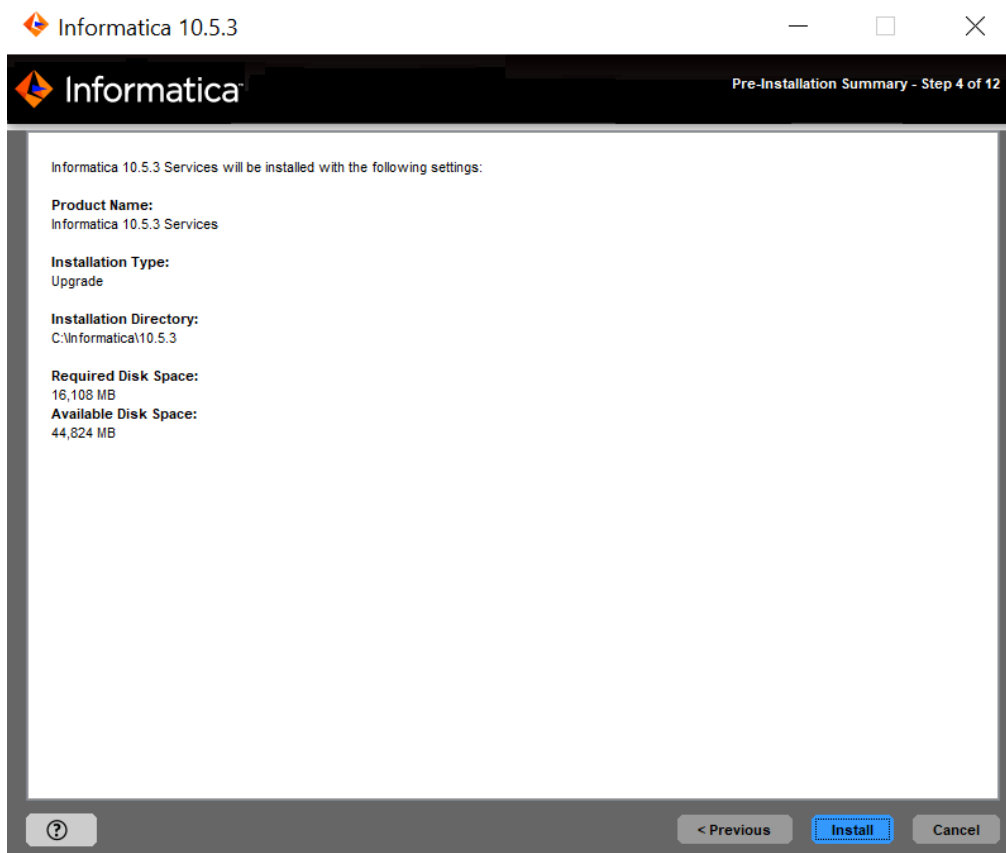 Informatica 10.5.3
Informatica
Pre-Installation Summary - Step 4 of 12
Informatica 10.5.3 Services will be installed with the following settings:
Product Name:
Informatica 10.5.3 Services
Installation Type:
Upgrade
Installation Directory:
C:\Informatica\10.5.3
Required Disk Space:
16,108 MB
Available Disk Space:
44,824 MB
?
< Previous
Install
Cancel